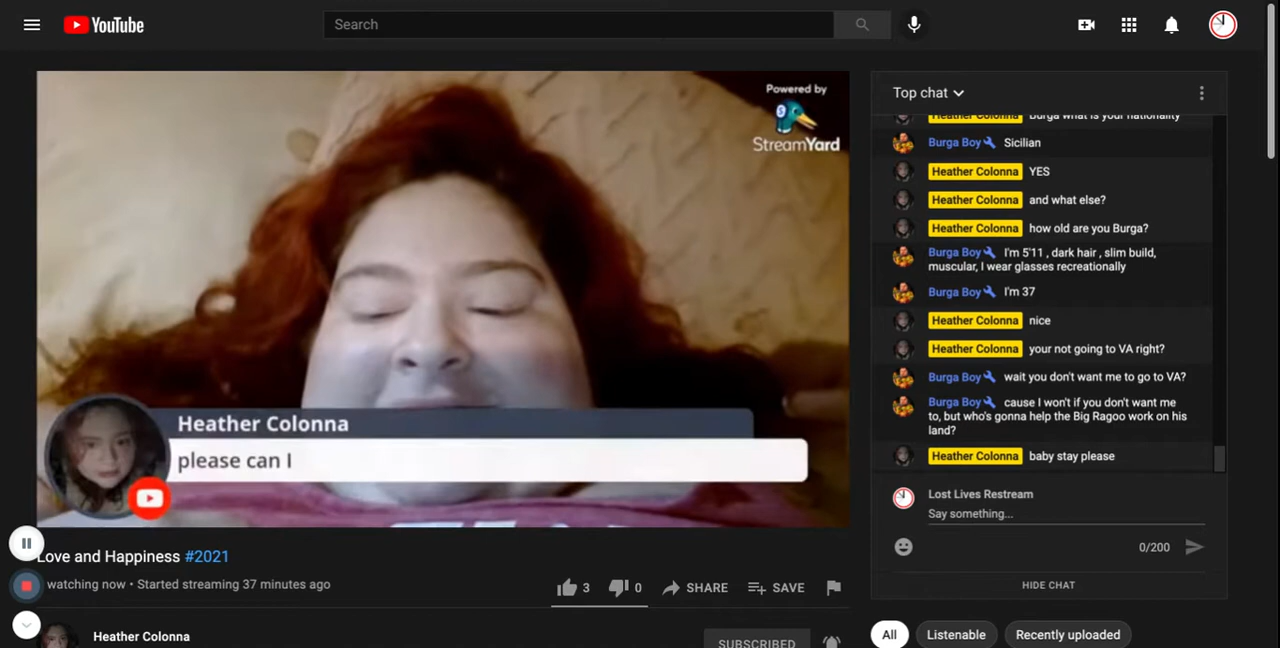 YouTube
Search
Powered by
StreamYard
Heather Colonna
please can I
Love and Happiness #2021
watching now • Started streaming 37 minutes ago
3
0
SHARE
SAVE
Heather Colonna
SUBSCRIBED
Top chat
Heather Colonna Burga what is your nationality
Burga Boy Sicilian
Heather Colonna YES
Heather Colonna and what else?
Heather Colonna how old are you Burga?
Burga Boy I'm 5'11 , dark hair , slim build,
muscular, I wear glasses recreationally
Burga Boy I'm 37
Heather Colonna nice
Heather Colonna your not going to VA right?
Burga Boy wait you don't want me to go to VA?
Burga Boy cause I won't if you don't want me
to, but who's gonna help the Big Ragoo work on his
land?
Heather Colonna baby stay please
Lost Lives Restream
Say something...
0/200
HIDE CHAT
All
Listenable
Recently uploaded